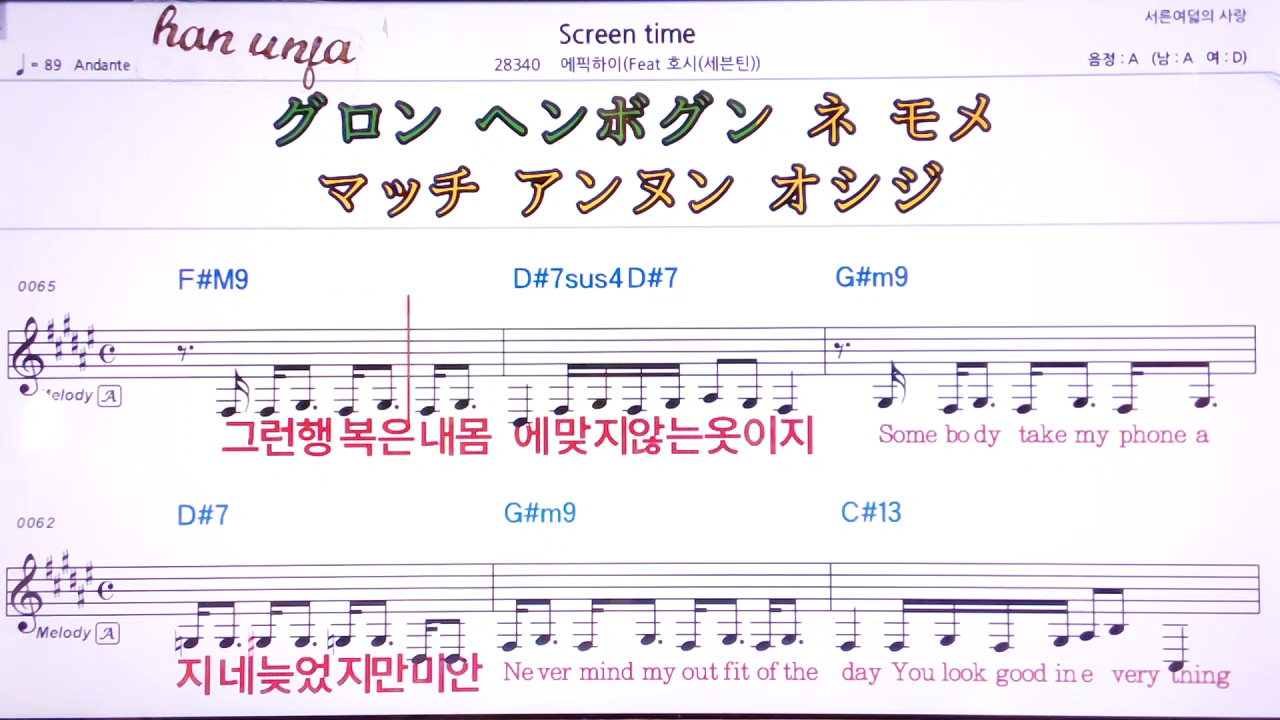 han unfa
Screen time
서른여덟의 사랑
♩= 89 Andante
28340 에픽하이(Feat 호시(세븐틴))
음정 : A (남 : A 여 : D)
グロン ヘンボグン ネ モメ
マッチ アンヌン オシジ
0065
F#M9 D#7sus4 D#7 G#m9
Melody A
그런행 복은내몸 에맞지않는옷이지 Some bo dy take my phone a
0062
D#7 G#m9 C#13
Melody A
지네늦었지만미안 Ne ver mind my out fit of the day You look good in e very thing